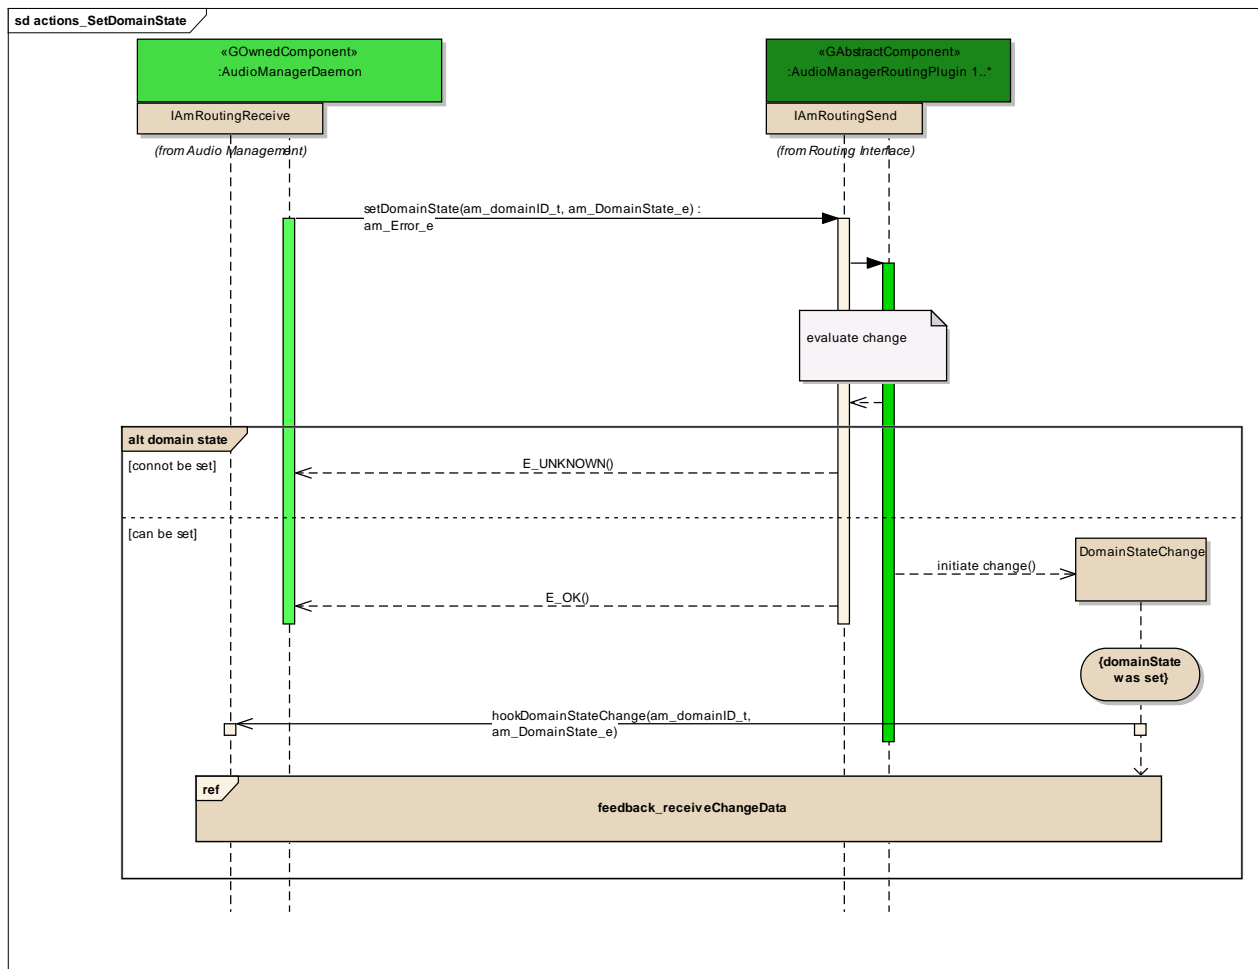 sd actions_SetDomainState
«GOwnedComponent»
:AudioManagerDaemon
«GAbstractComponent»
:AudioManagerRoutingPlugin 1..*
IAmRoutingReceive
IAmRoutingSend
(from Audio Management)
(from Routing Interface)
setDomainState(am_domainID_t, am_DomainState_e) :
am_Error_e
evaluate change
alt domain state
[connot be set]
E_UNKNOWN()
[can be set]
DomainStateChange
initiate change()
E_OK()
{domainState
was set}
hookDomainStateChange(am_domainID_t,
am_DomainState_e)
ref
feedback_receiveChangeData